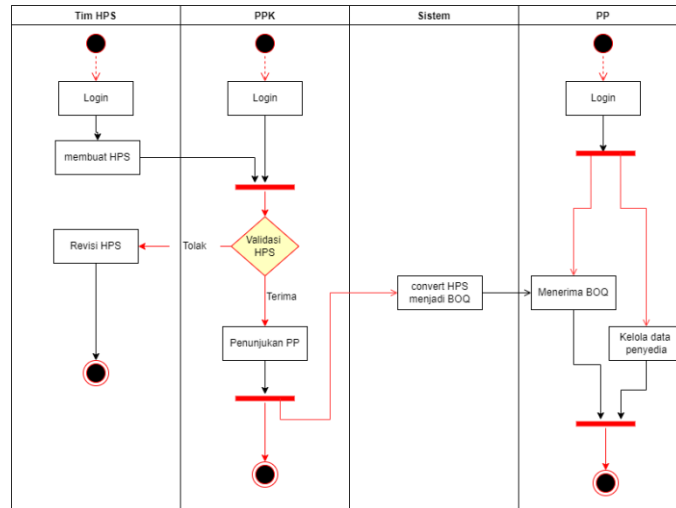 Tim HPS
PPK
Sistem
PP
Login
Login
Login
membuat HPS
Revisi HPS
Tolak
Validasi
HPS
Terima
convert HPS
menjadi BOQ
Menerima BOQ
Penunjukan PP
Kelola data
penyedia